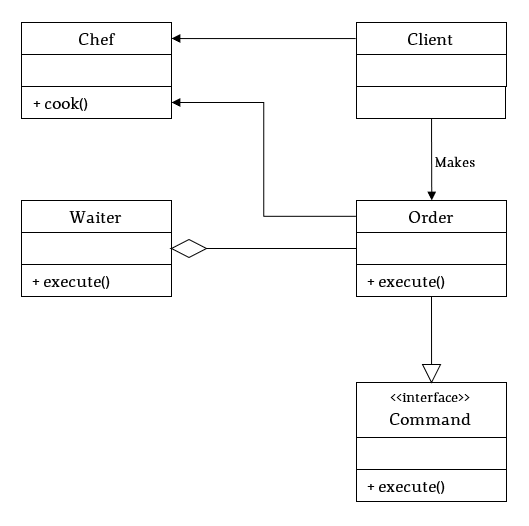 Chef
+ cook()
Client
Makes
Waiter
+ execute()
Order
+ execute()
<<interface>>
Command
+ execute()